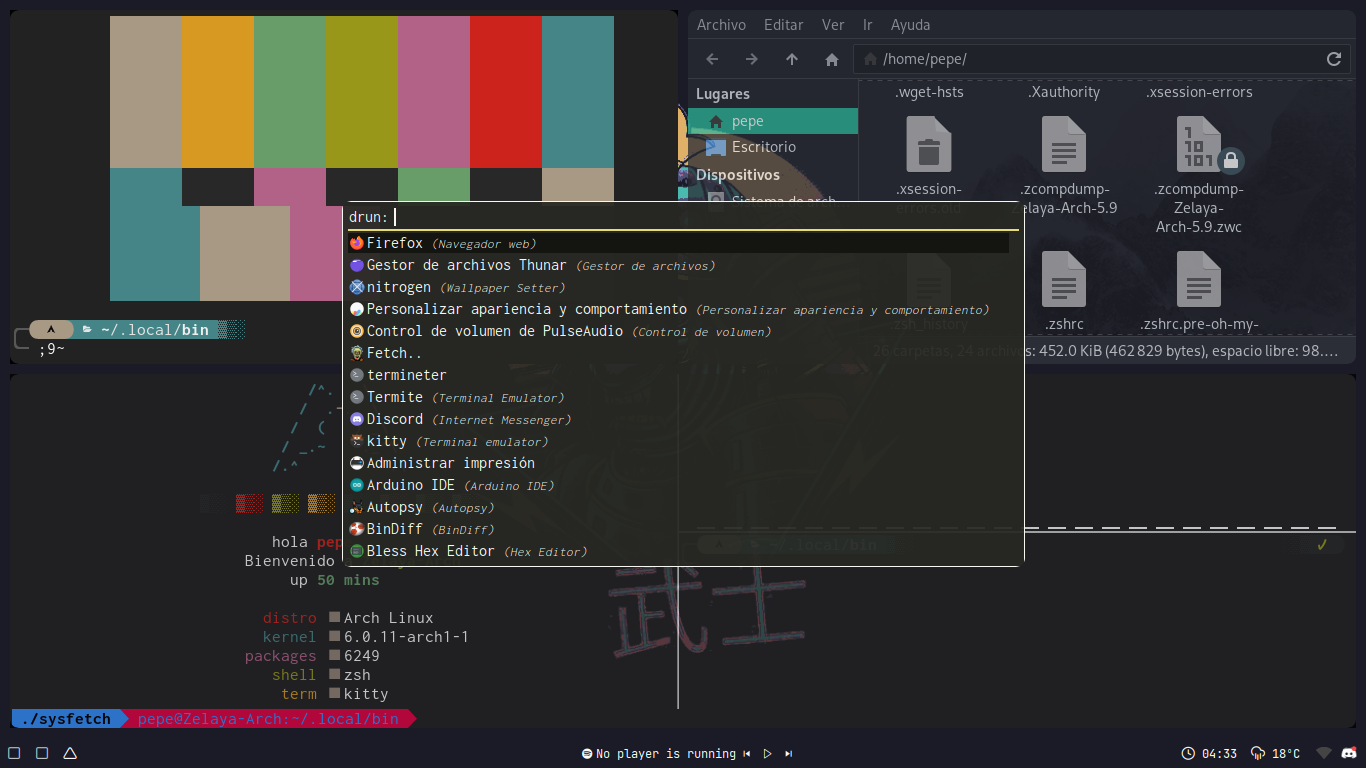 Archivo Editar Ver Ir Ayuda
/home/pepe/
Lugares
pepe
Escritorio
Dispositivos
Sistema de arch
.wget-hsts .Xauthority .xsession-errors
.xsession-errors.old
.zcompdump-Zelaya-Arch-5.9
.zcompdump-Zelaya-Arch-5.9.zwc
.zsh_history .zshrc .zshrc.pre-oh-my-
26 carpetas, 24 archivos: 452.0 KiB (462 829 bytes), espacio libre: 98....
~/.local/bin
;9~
drun:
Firefox (Navegador web)
Gestor de archivos Thunar (Gestor de archivos)
nitrogen (Wallpaper Setter)
Personalizar apariencia y comportamiento (Personalizar apariencia y comportamiento)
Control de volumen de PulseAudio (Control de volumen)
Fetch..
termineter
Termite (Terminal Emulator)
Discord (Internet Messenger)
kitty (Terminal emulator)
Administrar impresión
Arduino IDE (Arduino IDE)
Autopsy (Autopsy)
BinDiff (BinDiff)
Bless Hex Editor (Hex Editor)
~/.local/bin
hola pep
Bienvenido
up 50 mins
distro Arch Linux
kernel 6.0.11-arch1-1
packages 6249
shell zsh
term kitty
武士
./sysfetch pepe@Zelaya-Arch:~/.local/bin
No player is running
04:33 18°C